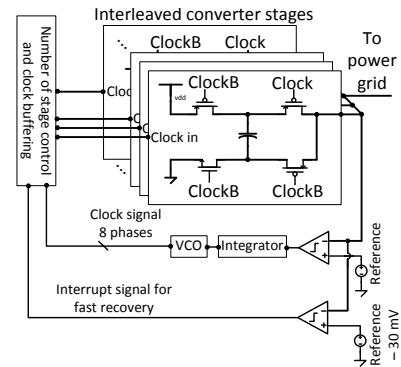 Interleaved converter stages
ClockB Clock
To
power
grid
Number of stage control
and clock buffering
Cloc
C
C
Clock in
vdd
ClockB
Clock
ClockB
ClockB
Clock signal
8 phases
VCO
Integrator
Reference
Interrupt signal for
fast recovery
Reference
– 30 mV